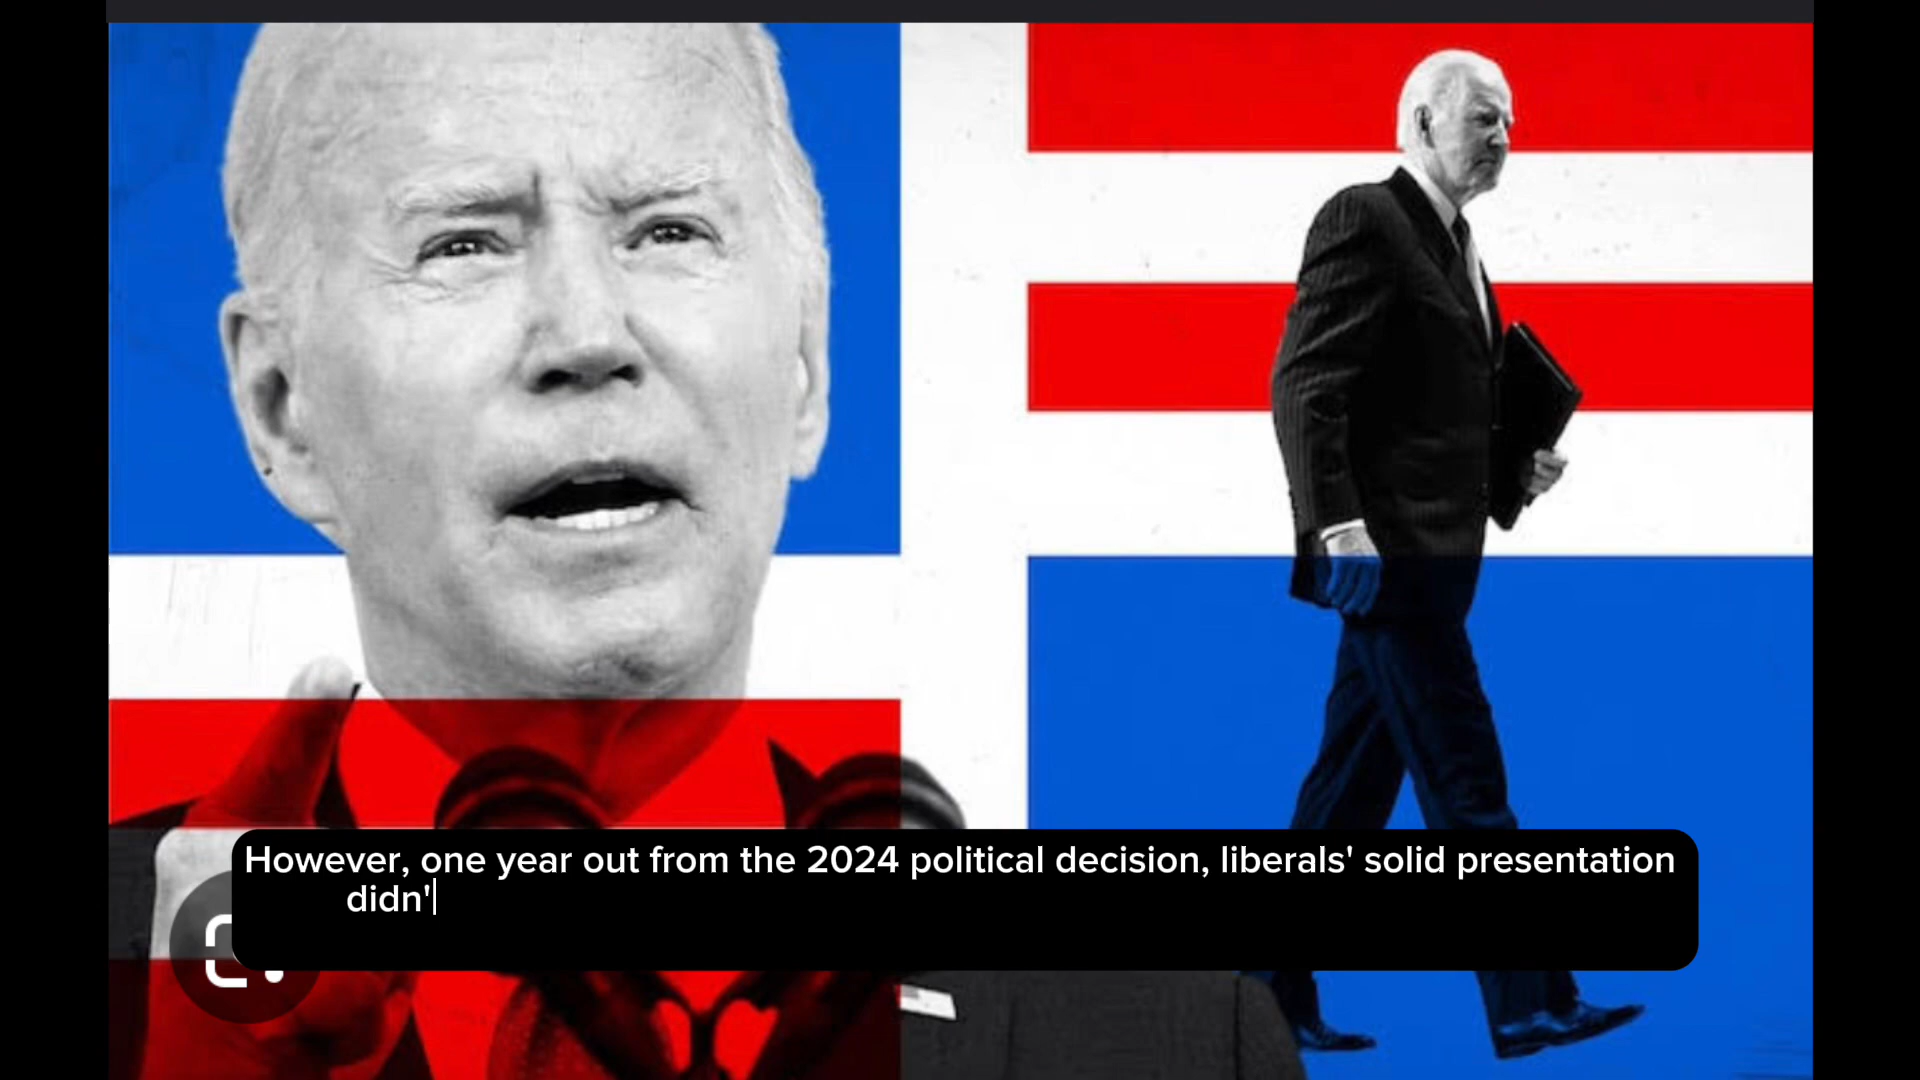 However, one year out from the 2024 political decision, liberals' solid presentation
didn'